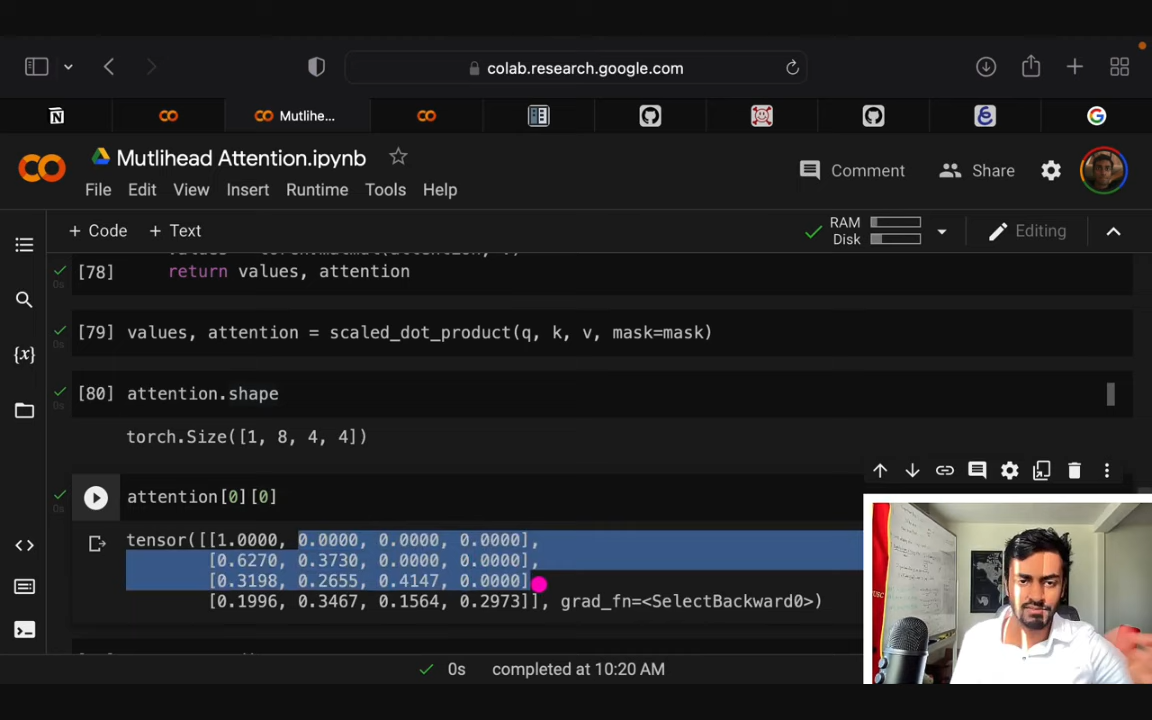 colab.research.google.com
Mutlihe...
Mutlihead Attention.ipynb
Comment
Share
File Edit View Insert Runtime Tools Help
+ Code + Text
RAM
Disk
Editing
[78] return values, attention
[79] values, attention = scaled_dot_product(q, k, v, mask=mask)
0s
[80] attention.shape
0s
torch.Size([1, 8, 4, 4])
attention[0][0]
0s
tensor([[1.0000, 0.0000, 0.0000, 0.0000],
[0.6270, 0.3730, 0.0000, 0.0000],
[0.3198, 0.2655, 0.4147, 0.0000]
[0.1996, 0.3467, 0.1564, 0.2973]], grad_fn=<SelectBackward0>)
0s completed at 10:20 AM